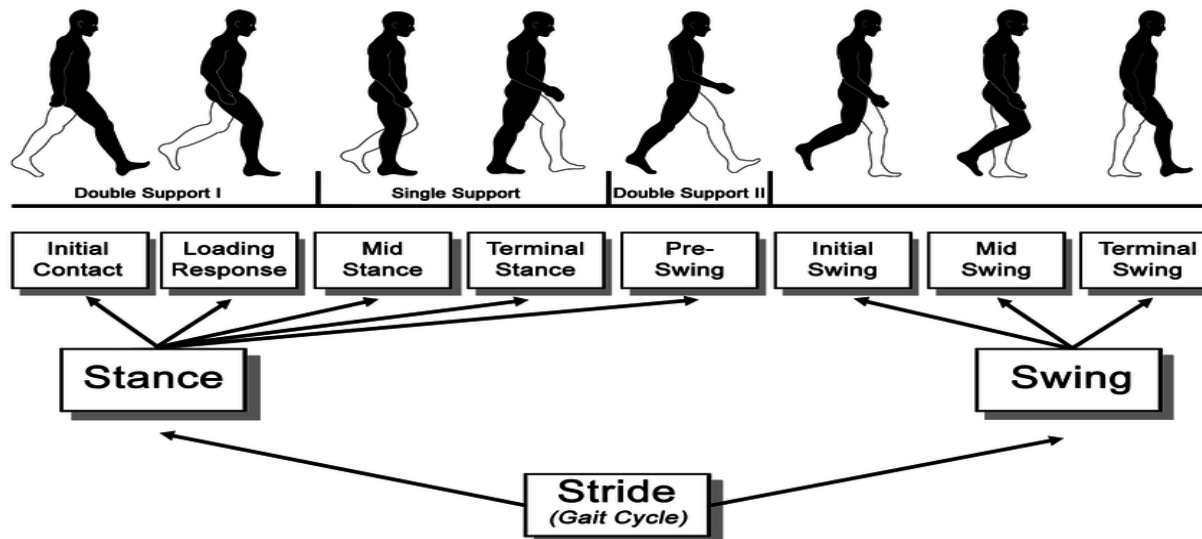 Double Support I
Single Support
Double Support II
Initial
Contact
Loading
Response
Mid
Stance
Terminal
Stance
Pre-
Swing
Initial
Swing
Mid
Swing
Terminal
Swing
Stance
Swing
Stride
(Gait Cycle)